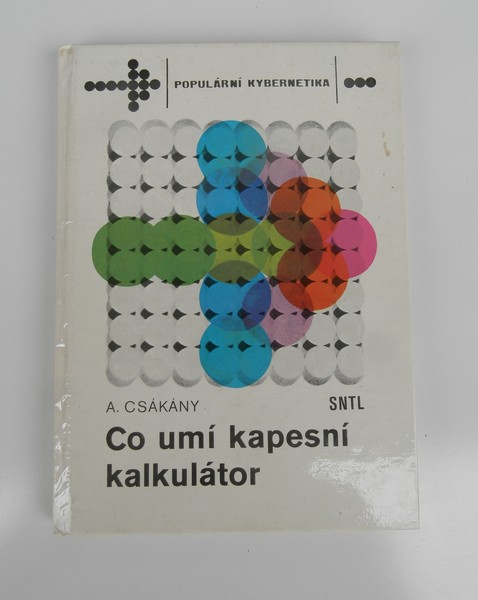 POPULÁRNÍ KYBERNETIKA
A. CSÁKÁNY SNTL
Co umí kapesní
kalkulátor